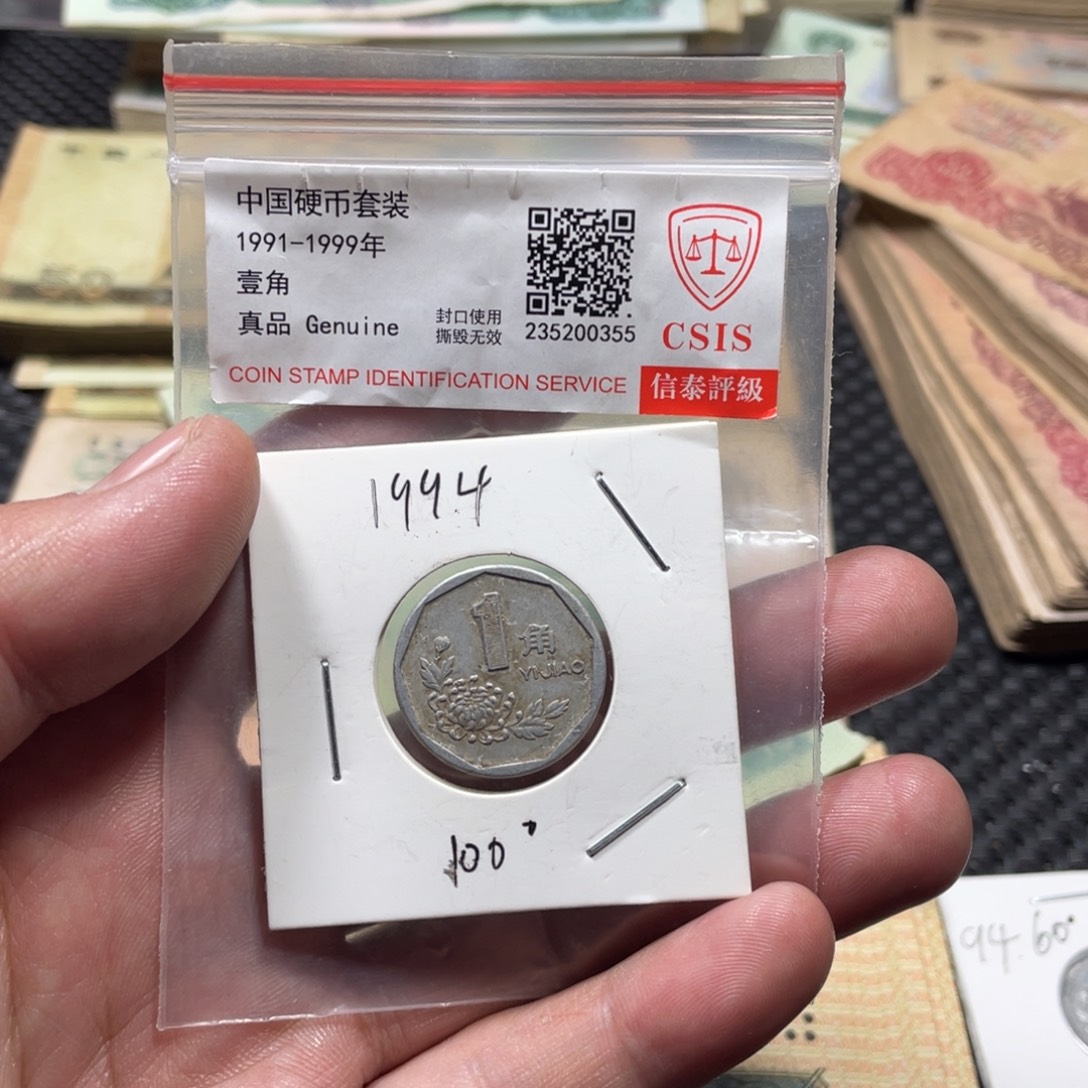 中国硬币套装
1991-1999年
壹角
真品 Genuine
封口使用
撕毁无效
235200355
CSIS
COIN STAMP IDENTIFICATION SERVICE
信泰評級
1994
1角
YIJIAO
100°
94.60°